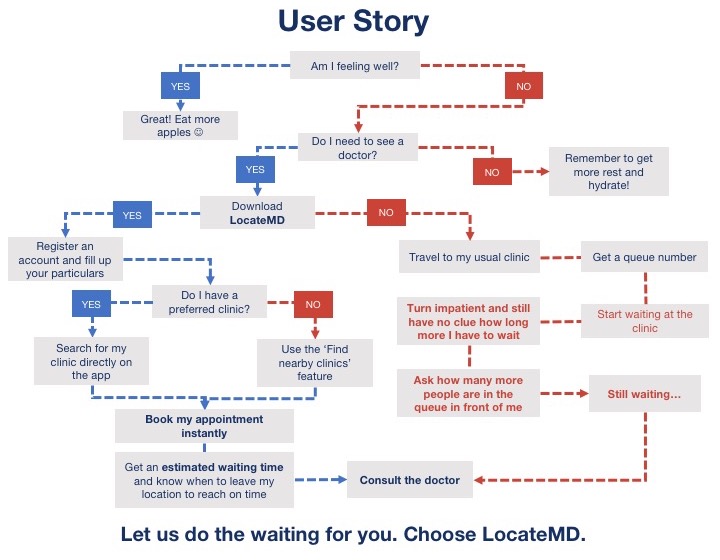 User Story
Am I feeling well?
YES
NO
Great! Eat more
apples ☺
Do I need to see a
doctor?
YES
NO
Remember to get
more rest and
hydrate!
Download
LocateMD
YES
NO
Register an
account and fill up
your particulars
Travel to my usual clinic
Get a queue number
Do I have a
preferred clinic?
YES
NO
Turn impatient and still
have no clue how long
more I have to wait
Start waiting at the
clinic
Search for my
clinic directly on
the app
Use the ‘Find
nearby clinics’
feature
Ask how many more
people are in the
queue in front of me
Still waiting…
Book my appointment
instantly
Get an estimated waiting time
and know when to leave my
location to reach on time
Consult the doctor
Let us do the waiting for you. Choose LocateMD.